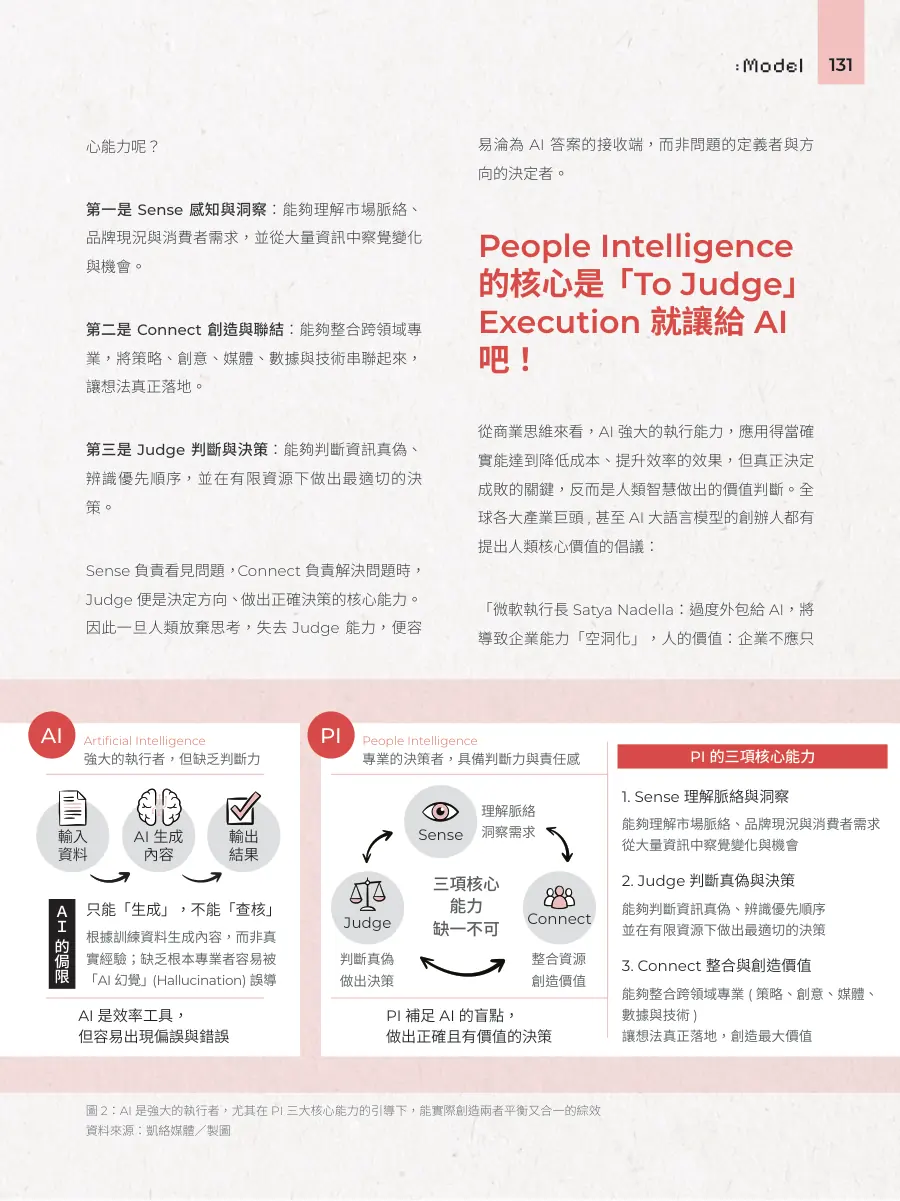 :Model
131
心能力呢？
第一是 Sense 感知與洞察：能夠理解市場脈絡、
品牌現況與消費者需求，並從大量資訊中察覺變化
與機會。
第二是 Connect 創造與聯結：能夠整合跨領域專
業，將策略、創意、媒體、數據與技術串聯起來，
讓想法真正落地。
第三是 Judge 判斷與決策：能夠判斷資訊真偽、
辨識優先順序，並在有限資源下做出最適切的決
策。
Sense 負責看見問題，Connect 負責解決問題時，
Judge 便是決定方向、做出正確決策的核心能力。
因此一旦人類放棄思考，失去 Judge 能力，便容
易淪為 AI 答案的接收端，而非問題的定義者與方
向的決定者。
People Intelligence
的核心是「To Judge」
Execution 就讓給 AI
吧！
從商業思維來看，AI 強大的執行能力，應用得當確
實能達到降低成本、提升效率的效果，但真正決定
成敗的關鍵，反而是人類智慧做出的價值判斷。全
球各大產業巨頭，甚至 AI 大語言模型的創辦人都有
提出人類核心價值的倡議：
「微軟執行長 Satya Nadella：過度外包給 AI，將
導致企業能力「空洞化」，人的價值：企業不應只
AI
Artificial Intelligence
強大的執行者，但缺乏判斷力
輸入
資料
AI 生成
內容
輸出
結果
AI 的侷限
只能「生成」，不能「查核」
根據訓練資料生成內容，而非真
實經驗；缺乏根本專業者容易被
「AI 幻覺」(Hallucination) 誤導
AI 是效率工具，
但容易出現偏誤與錯誤
PI
People Intelligence
專業的決策者，具備判斷力與責任感
Sense
理解脈絡
洞察需求
Judge
三項核心
能力
缺一不可
Connect
判斷真偽
做出決策
整合資源
創造價值
PI 補足 AI 的盲點，
做出正確且有價值的決策
PI 的三項核心能力
1. Sense 理解脈絡與洞察
能夠理解市場脈絡、品牌現況與消費者需求
從大量資訊中察覺變化與機會
2. Judge 判斷真偽與決策
能夠判斷資訊真偽、辨識優先順序
並在有限資源下做出最適切的決策
3. Connect 整合與創造價值
能夠整合跨領域專業 ( 策略、創意、媒體、
數據與技術 )
讓想法真正落地，創造最大價值
圖 2：AI 是強大的執行者，尤其在 PI 三大核心能力的引導下，能實際創造兩者平衡又合一的綜效
資料來源：凱絡媒體／製圖